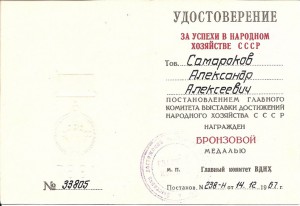 УДОСТОВЕРЕНИЕ
ЗА УСПЕХИ В НАРОДНОМ
ХОЗЯЙСТВЕ СССР
Тов. Самароков
Александр
Алексеевич
ПОСТАНОВЛЕНИЕМ ГЛАВНОГО
КОМИТЕТА ВЫСТАВКИ ДОСТИЖЕНИЙ
НАРОДНОГО ХОЗЯЙСТВА СССР
НАГРАЖДЕН
БРОНЗОВОЙ
МЕДАЛЬЮ
М. П. Главный комитет ВДНХ
№ 33805
Постанов. № 238-Н от 14.12.1967 г.